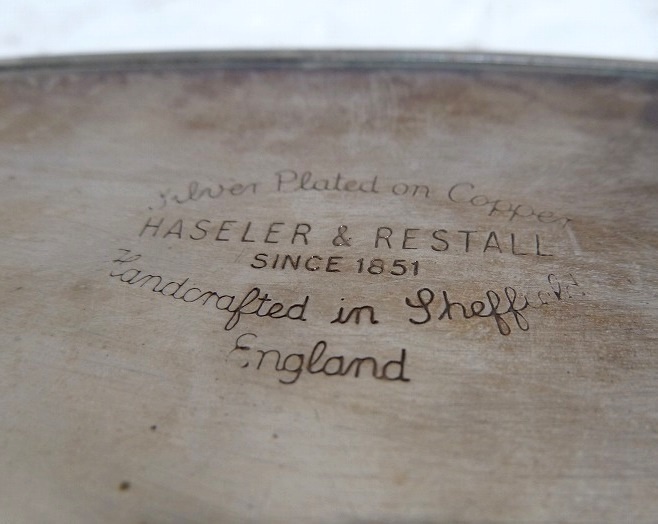 Silver Plated on Copper
HASELER & RESTALL
SINCE 1851
Handcrafted in Sheffield
England